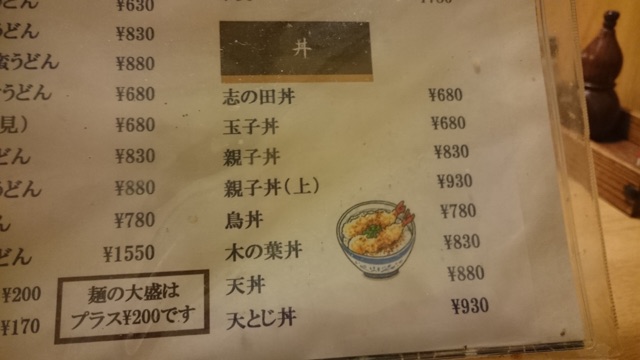 ¥630
うどん ¥830
うどん ¥880
うどん ¥680
見） ¥680
どん ¥830
うどん ¥880
ん ¥780
どん ¥1550
¥200
¥170
麺の大盛は
プラス¥200です
丼
志の田丼 ¥680
玉子丼 ¥680
親子丼 ¥830
親子丼（上） ¥930
鳥丼 ¥780
木の葉丼 ¥830
天丼 ¥880
天とじ丼 ¥930